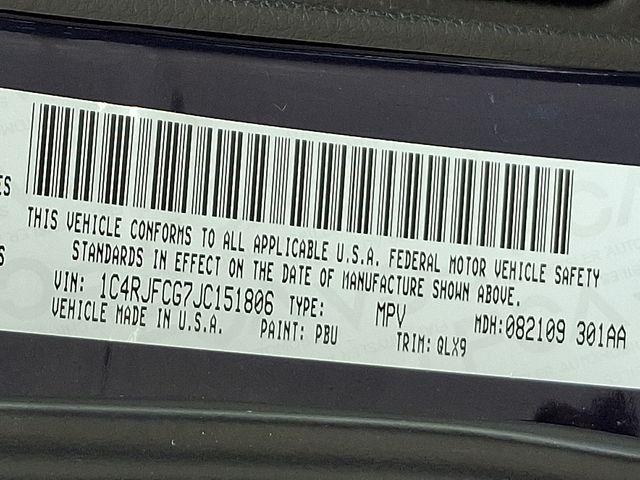 ES
THIS VEHICLE CONFORMS TO ALL APPLICABLE U.S.A. FEDERAL MOTOR VEHICLE SAFETY
S
STANDARDS IN EFFECT ON THE DATE OF MANUFACTURE SHOWN ABOVE.
VIN: 1C4RJFCG7JC151806 TYPE: MPV MDH:082109 301AA
VEHICLE MADE IN U.S.A. PAINT: PBU TRIM: QLX9